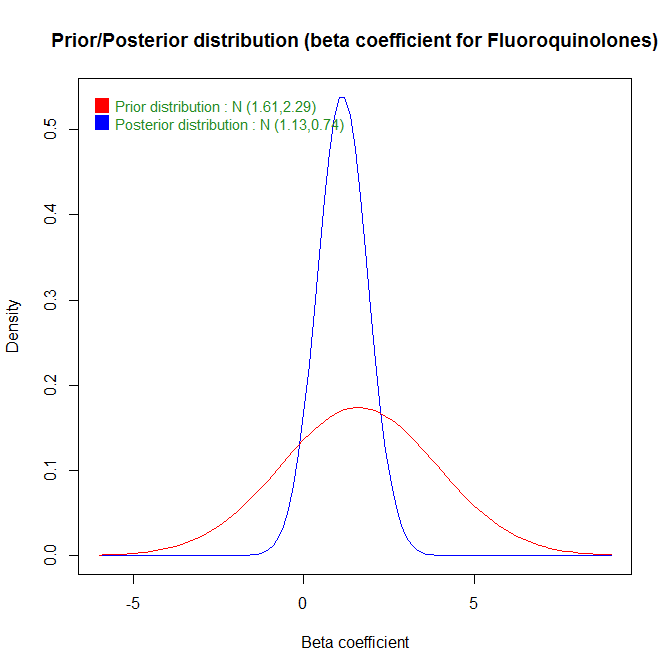 Prior/Posterior distribution (beta coefficient for Fluoroquinolones)
Prior distribution : N (1.61,2.29)
Posterior distribution : N (1.13,0.74)
Density
0.5
0.4
0.3
0.2
0.1
0.0
-5 0 5
Beta coefficient